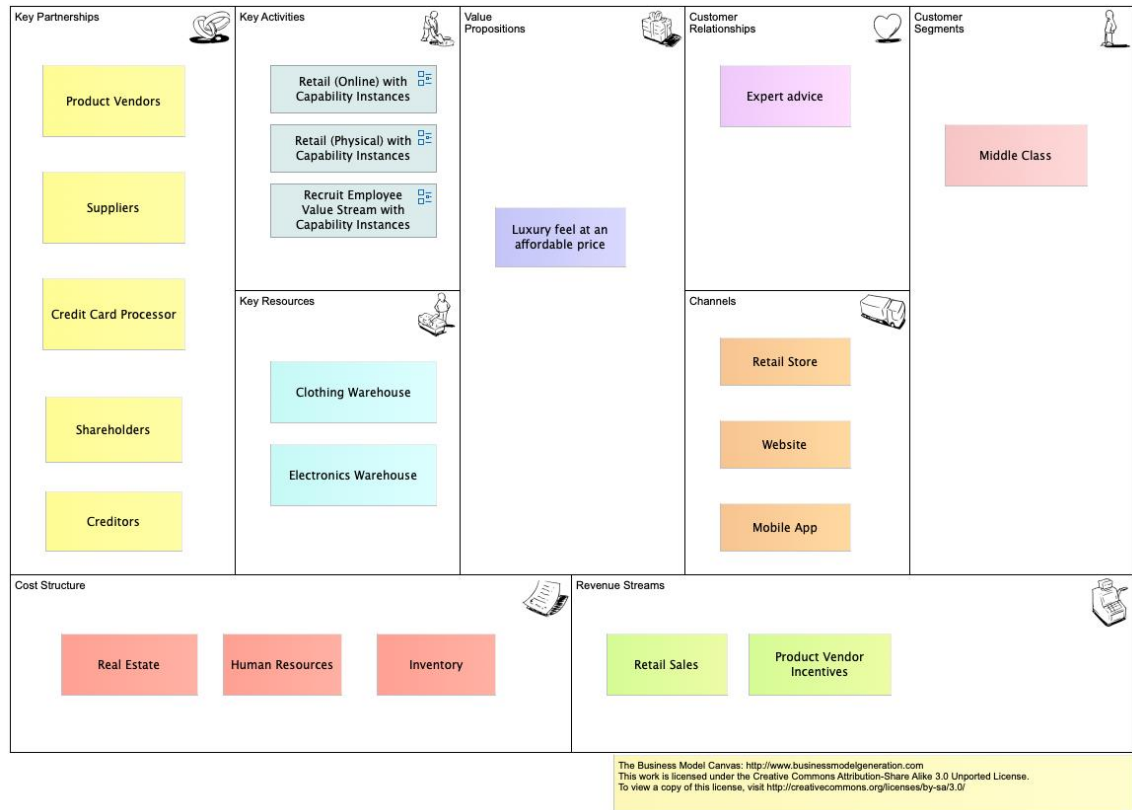 Key Partnerships
Product Vendors
Suppliers
Credit Card Processor
Shareholders
Creditors
Key Activities
Retail (Online) with
Capability Instances
Retail (Physical) with
Capability Instances
Recruit Employee
Value Stream with
Capability Instances
Key Resources
Clothing Warehouse
Electronics Warehouse
Value
Propositions
Luxury feel at an
affordable price
Customer
Relationships
Expert advice
Channels
Retail Store
Website
Mobile App
Customer
Segments
Middle Class
Cost Structure
Real Estate
Human Resources
Inventory
Revenue Streams
Retail Sales
Product Vendor
Incentives
The Business Model Canvas: http://www.businessmodelgeneration.com
This work is licensed under the Creative Commons Attribution-Share Alike 3.0 Unported License.
To view a copy of this license, visit http://creativecommons.org/licenses/by-sa/3.0/